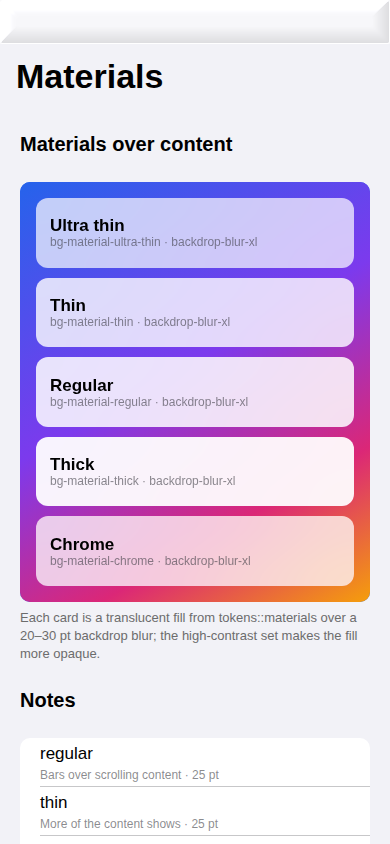 Materials
Materials over content
Ultra thin
bg-material-ultra-thin · backdrop-blur-xl
Thin
bg-material-thin · backdrop-blur-xl
Regular
bg-material-regular · backdrop-blur-xl
Thick
bg-material-thick · backdrop-blur-xl
Chrome
bg-material-chrome · backdrop-blur-xl
Each card is a translucent fill from tokens::materials over a
20–30 pt backdrop blur; the high-contrast set makes the fill
more opaque.
Notes
regular
Bars over scrolling content · 25 pt
thin
More of the content shows · 25 pt